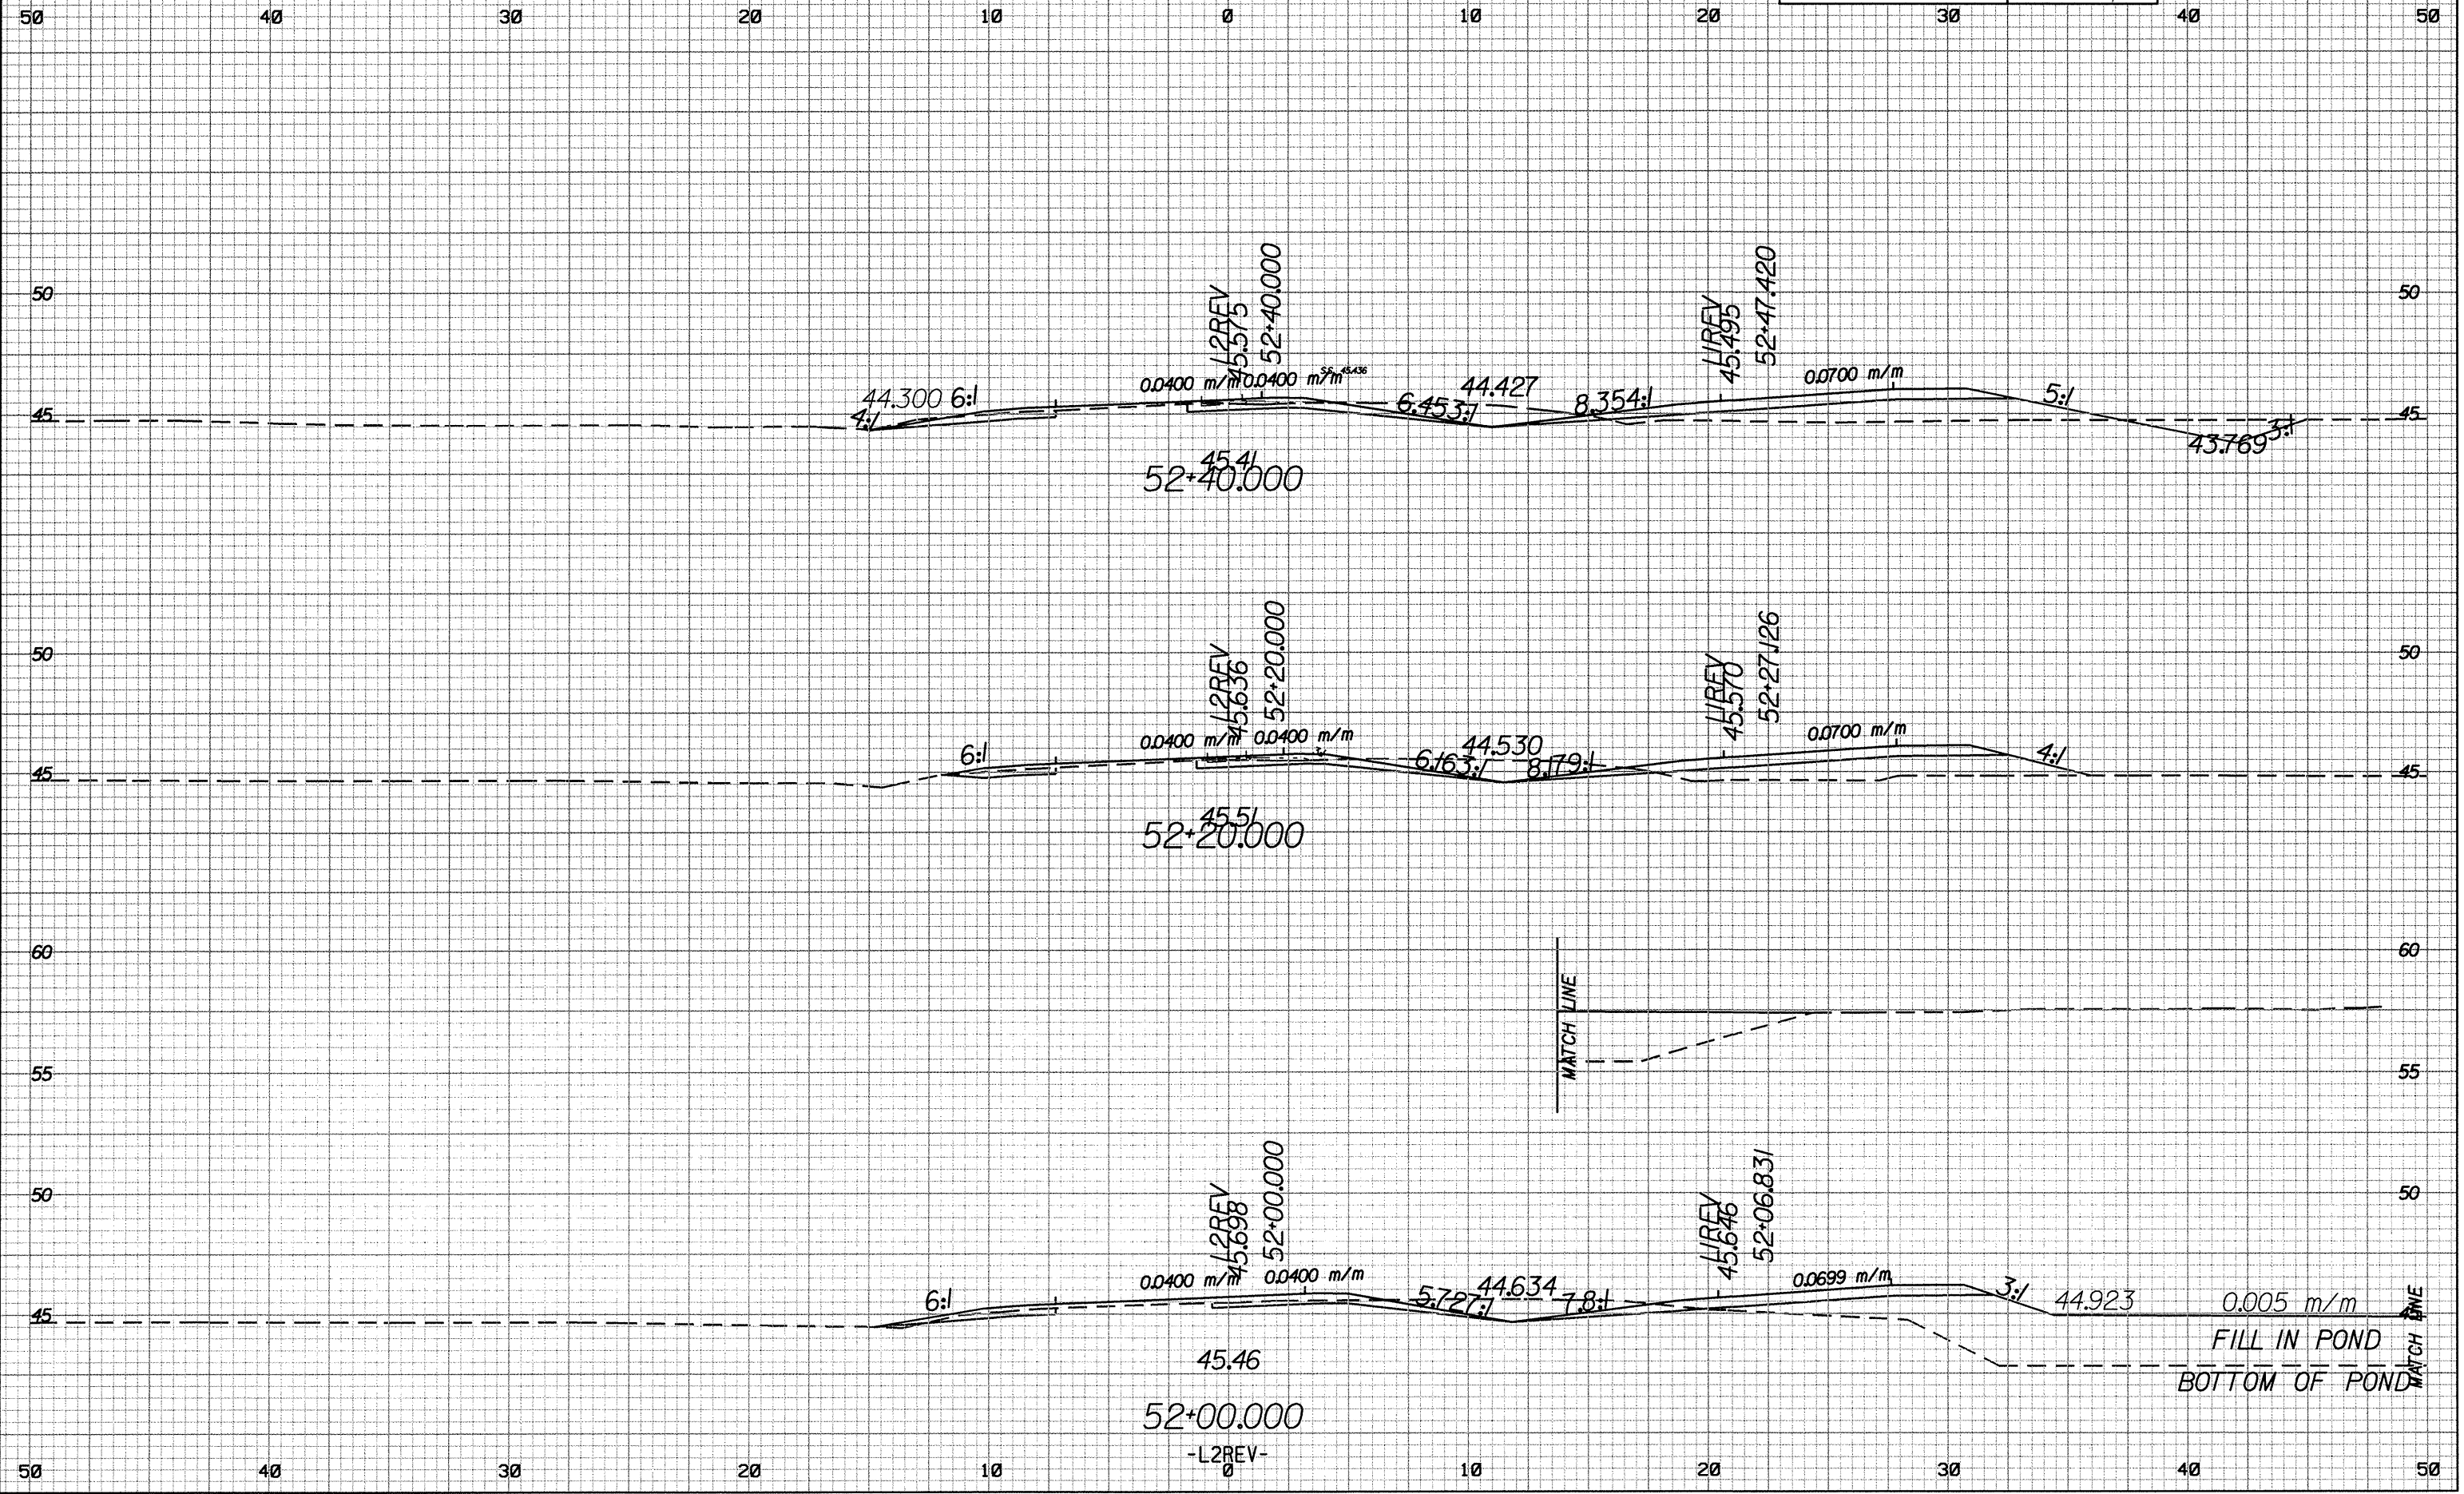 50 40 30 20 10 0 10 20 30 40 50
L2REV
45.575
52+40.000
L1REV
45.495
52+47.420
50 50
44.300 6:1 0.0400 m/m 0.0400 m/m 45.436 44.427 0.0700 m/m 5:1
45 4:1 6.453:1 8.354:1 45
43.769 3:1
45.41
52+40.000
L2REV
45.636
52+20.000
L1REV
45.570
52+27.126
50 50
6:1 0.0400 m/m 0.0400 m/m 44.530 0.0700 m/m 4:1
45 6.163:1 8.179:1 45
45.51
52+20.000
60 60
MATCH LINE
55 55
L2REV
45.698
52+00.000
L1REV
45.646
52+06.831
50 50
6:1 0.0400 m/m 0.0400 m/m 44.634 0.0699 m/m 3:1 44.923 0.005 m/m
45 5.727:1 7.8:1 45
MATCH LINE
FILL IN POND
BOTTOM OF POND
45.46
52+00.000
-L2REV-
50 40 30 20 10 0 10 20 30 40 50